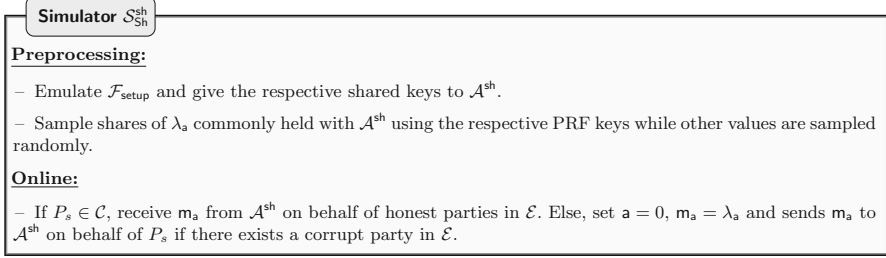 Simulator 𝒮^sh_Sh
Preprocessing:
– Emulate ℱ_setup and give the respective shared keys to 𝒜^sh.
– Sample shares of λ_a commonly held with 𝒜^sh using the respective PRF keys while other values are sampled
randomly.
Online:
– If P_s ∈ 𝒞, receive m_a from 𝒜^sh on behalf of honest parties in ℰ. Else, set a = 0, m_a = λ_a and sends m_a to
𝒜^sh on behalf of P_s if there exists a corrupt party in ℰ.